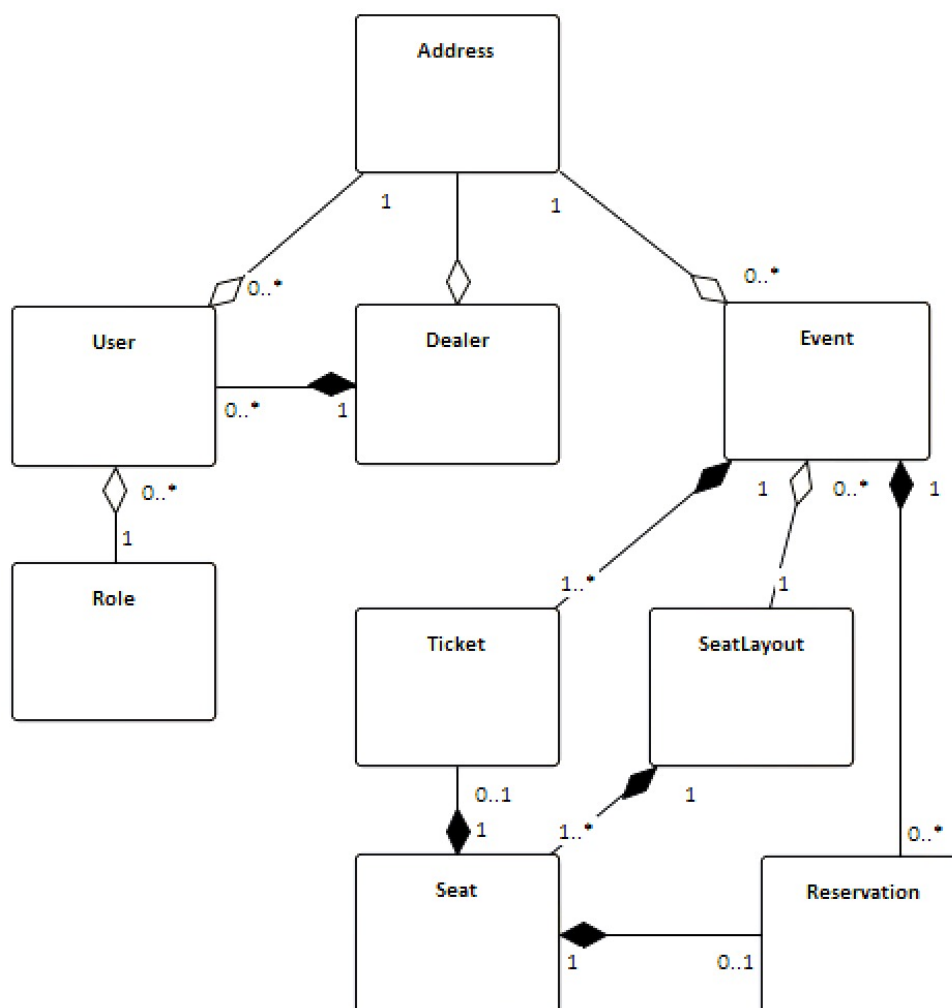 Address
1
1
0..*
0..*
User
Dealer
Event
0..*
1
0..*
1
0..*
1
1
1..*
1
Role
Ticket
SeatLayout
0..1
1
1
1..*
0..*
Seat
Reservation
1
0..1